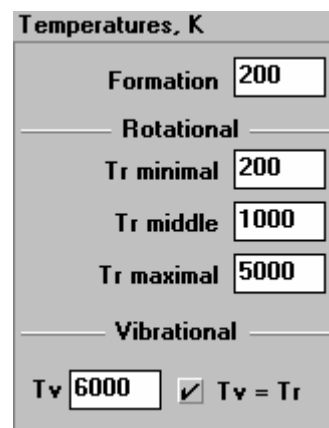 Temperatures, K
Formation 200
Rotational
Tr minimal 200
Tr middle 1000
Tr maximal 5000
Vibrational
Tv 6000 ✓ Tv = Tr